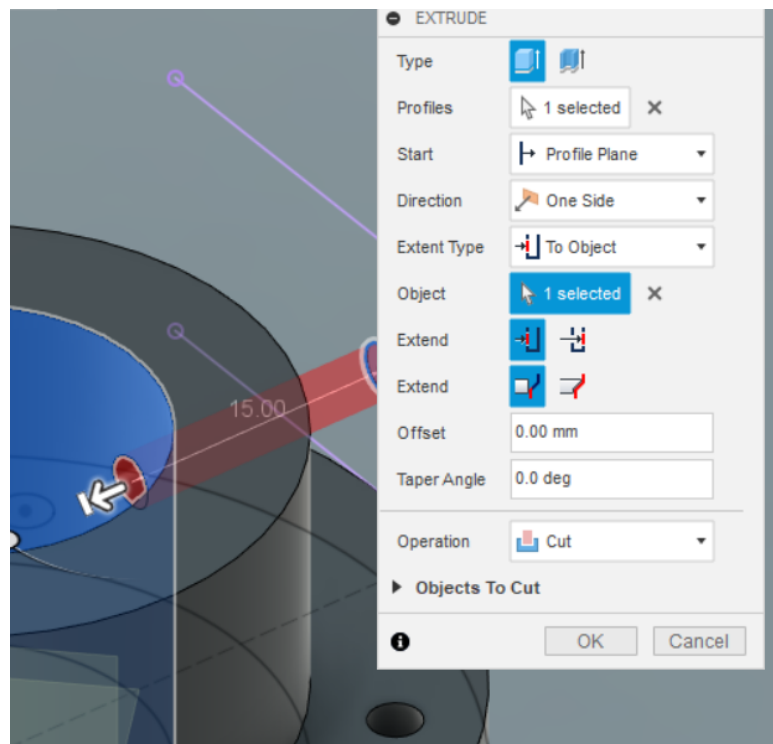 EXTRUDE
Type
Profiles 1 selected
Start Profile Plane
Direction One Side
Extent Type To Object
Object 1 selected
Extend
Extend
Offset 0.00 mm
Taper Angle 0.0 deg
Operation Cut
Objects To Cut
OK Cancel
15.00